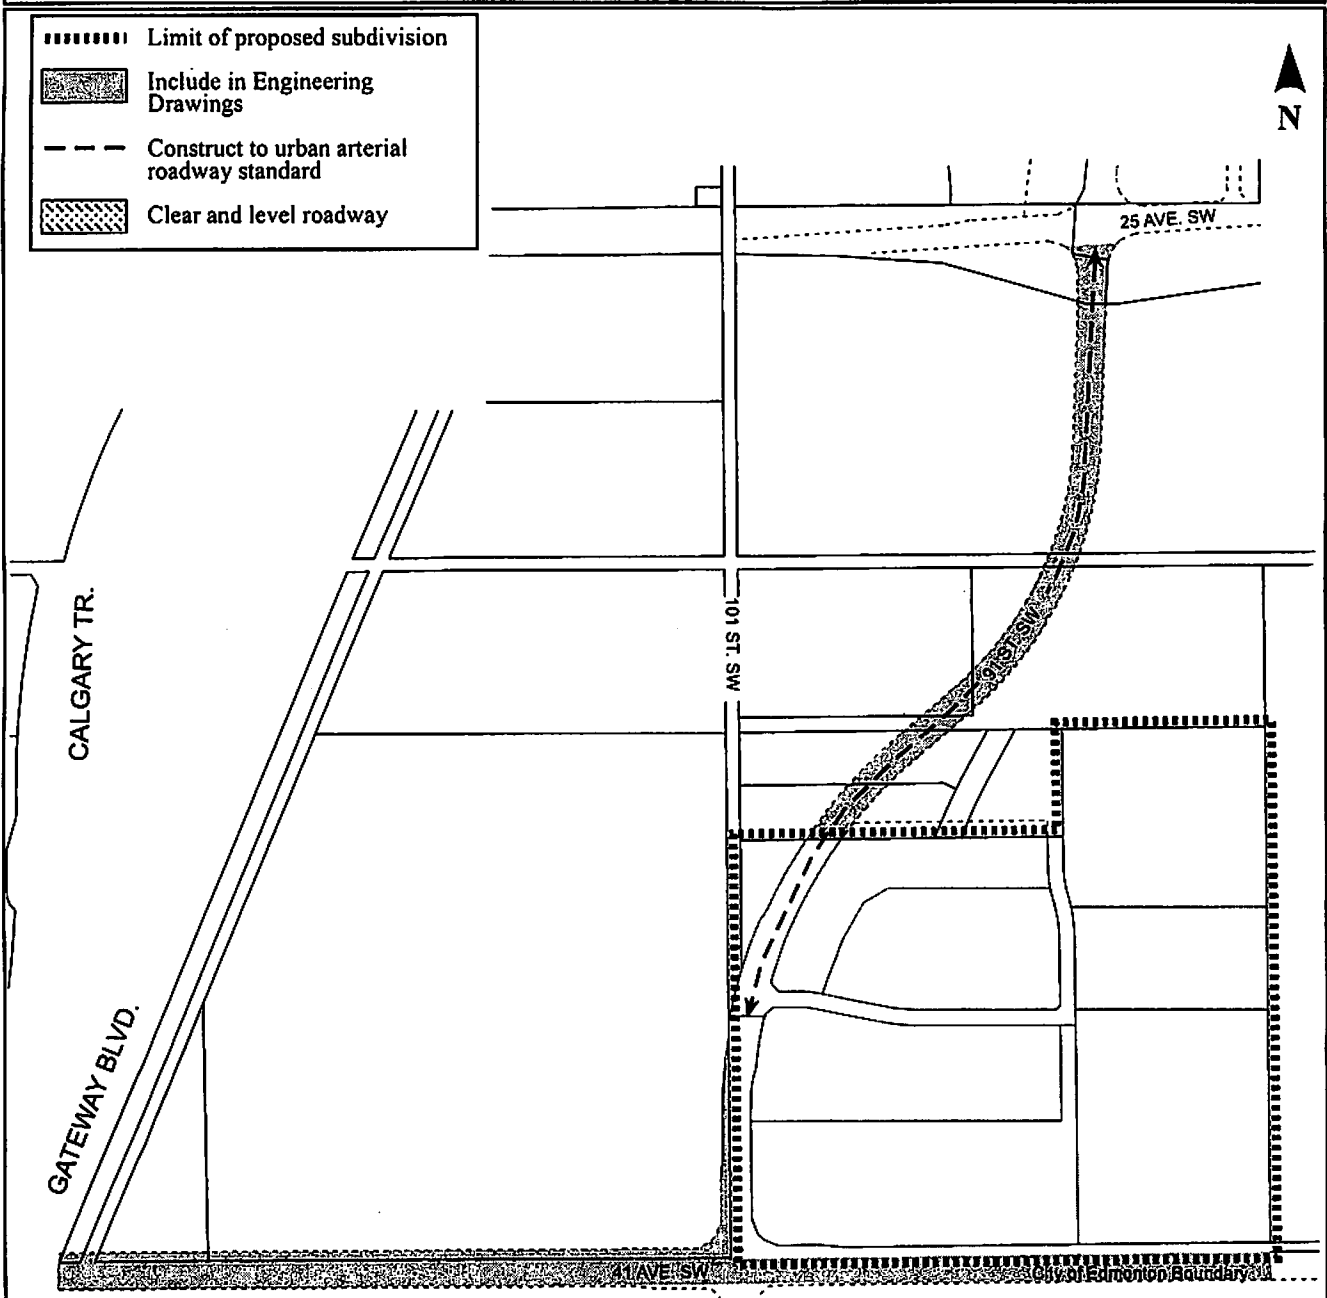 Limit of proposed subdivision
Include in Engineering
Drawings
Construct to urban arterial
roadway standard
Clear and level roadway
N
25 AVE. SW
CALGARY TR.
101 ST. SW
91 ST. SW
GATEWAY BLVD.
41 AVE. SW
City of Edmonton Boundary